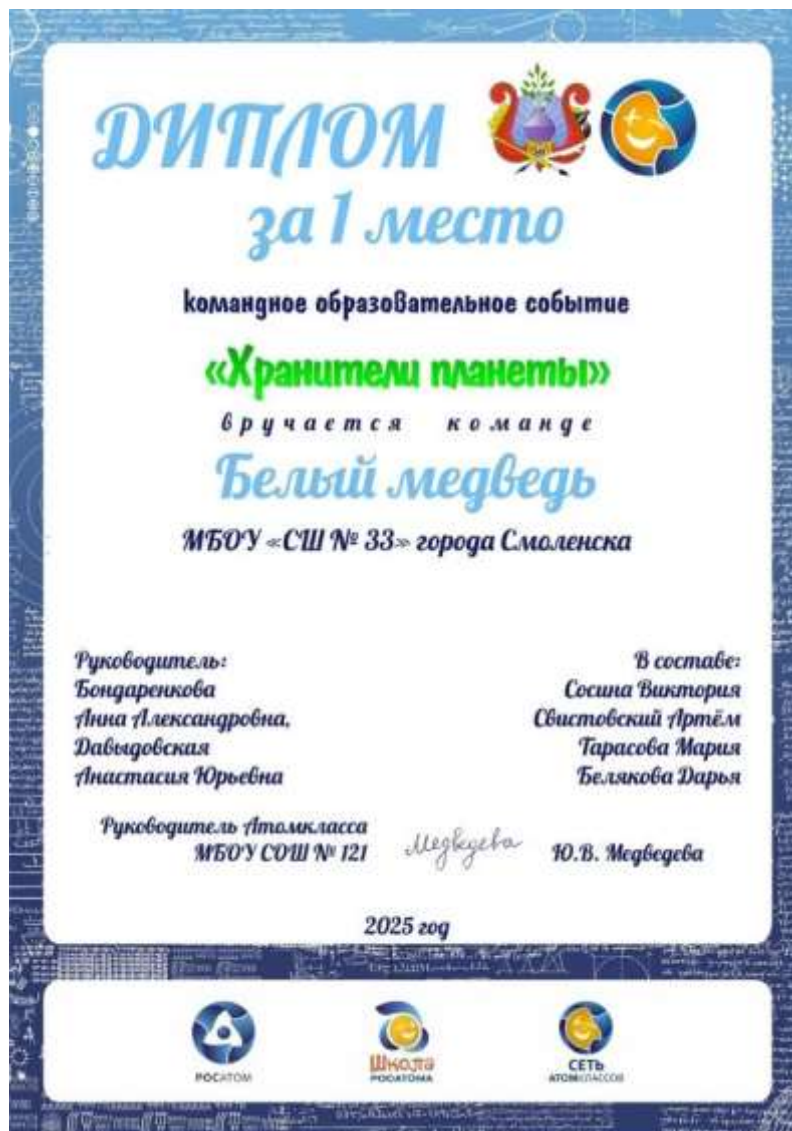 ДИПЛОМ
за 1 место
командное образовательное событие
«Хранители планеты»
вручается команде
Белый медведь
МБОУ «СШ № 33» города Смоленска
Руководитель:
Бондаренкова
Анна Александровна,
Давыдовская
Анастасия Юрьевна
В составе:
Сосина Виктория
Свистовский Артём
Тарасова Мария
Белякова Дарья
Руководитель Атомкласса
МБОУ СОШ № 121
Медведева
Ю.В. Медведева
2025 год
РОСАТОМ
Школа
РОСАТОМА
СЕТЬ
АТОМКЛАССОВ